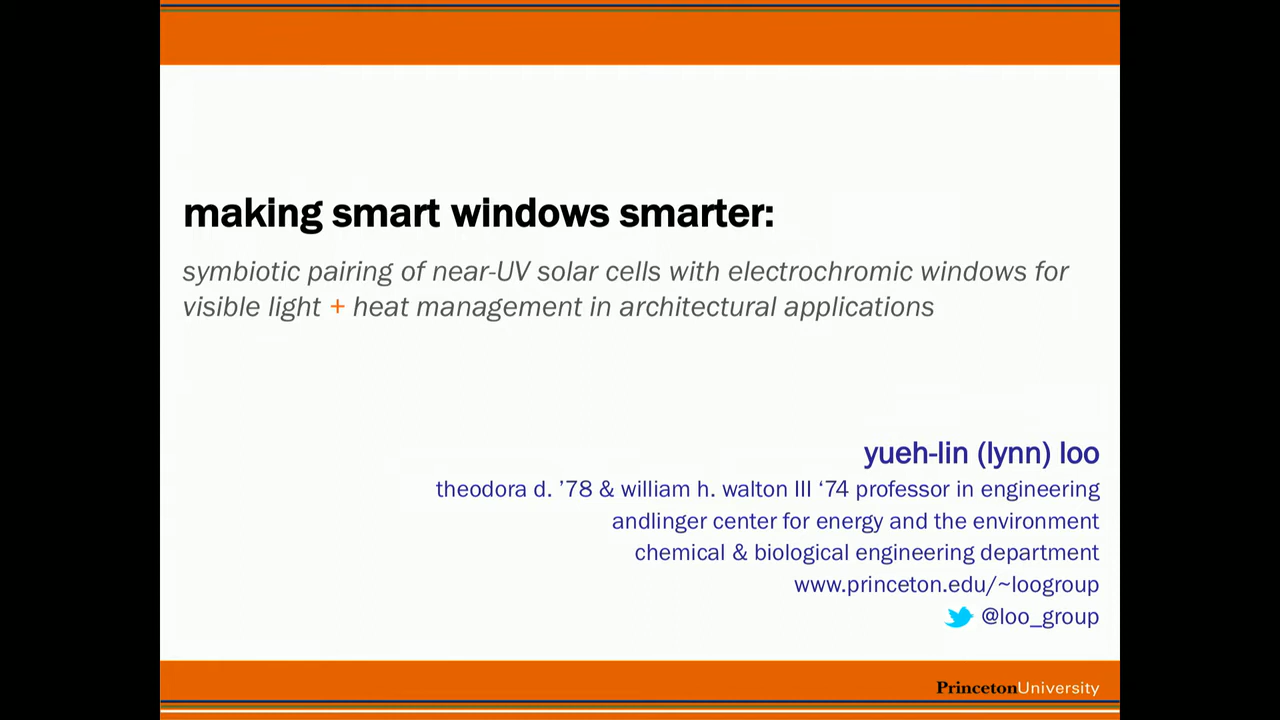 making smart windows smarter:
symbiotic pairing of near-UV solar cells with electrochromic windows for
visible light + heat management in architectural applications
yueh-lin (lynn) loo
theodora d. ’78 & william h. walton III ‘74 professor in engineering
andlinger center for energy and the environment
chemical & biological engineering department
www.princeton.edu/~loogroup
@loo_group
PrincetonUniversity